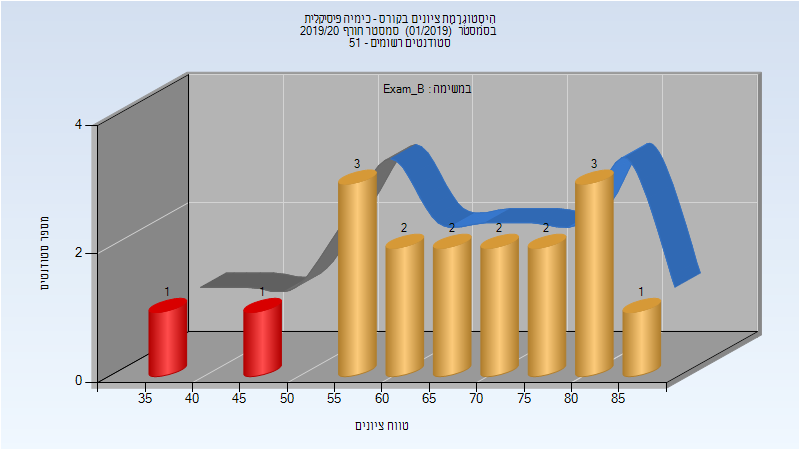 היסטוגרמת ציונים בקורס - כימיה פיסיקלית
בסמסטר (01/2019) סמסטר חורף 2019/20
סטודנטים רשומים - 51
במשימה : Exam_B
מספר סטודנטים
4
2
0
1
1
3
2
2
2
2
3
1
35 40 45 50 55 60 65 70 75 80 85
טווח ציונים